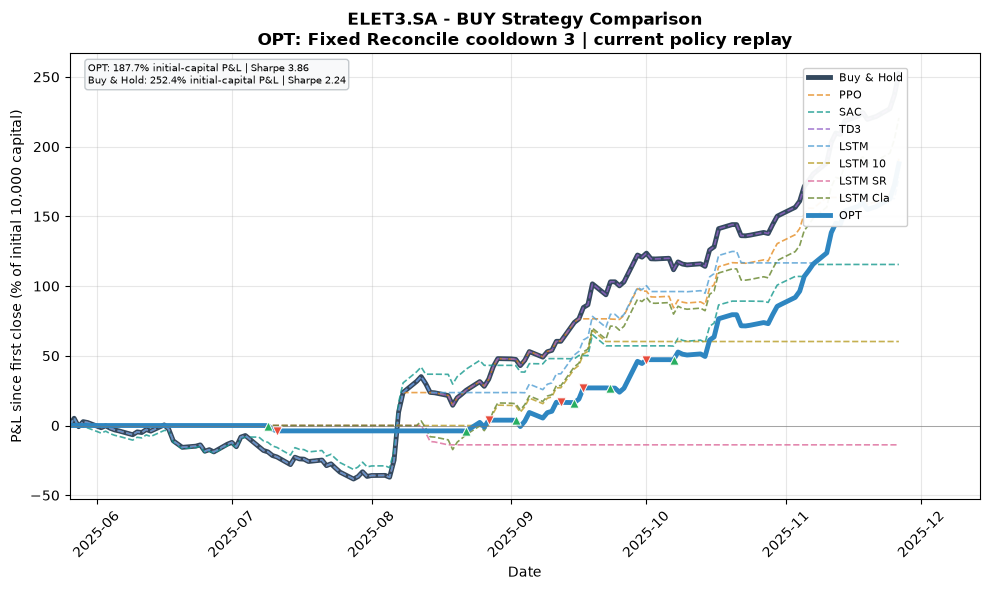 ELET3.SA - BUY Strategy Comparison
OPT: Fixed Reconcile cooldown 3 | current policy replay
OPT: 187.7% initial-capital P&L | Sharpe 3.86
Buy & Hold: 252.4% initial-capital P&L | Sharpe 2.24
Buy & Hold
PPO
SAC
TD3
LSTM
LSTM 10
LSTM SR
LSTM Cla
OPT
P&L since first close (% of initial 10,000 capital)
250
200
150
100
50
0
−50
2025-06
2025-07
2025-08
2025-09
2025-10
2025-11
2025-12
Date